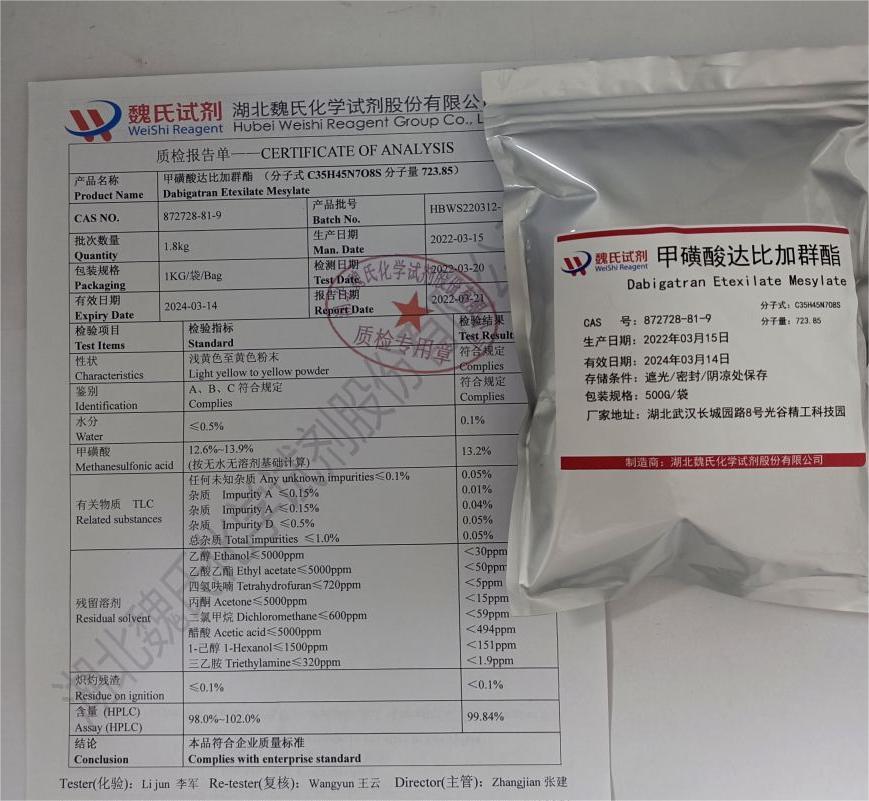 魏氏试剂 湖北魏氏化学试剂股份有限公
WeiShi Reagent Hubei Weishi Reagent Group Co., L
质检报告单——CERTIFICATE OF ANALYSIS
产品名称 甲磺酸达比加群酯 (分子式 C35H45N7O8S 分子量 723.85)
Product Name Dabigatran Etexilate Mesylate
CAS NO. 872728-81-9 产品批号 HBWS220312-
Batch No.
批次数量 1.8kg 生产日期 2022-03-15
Quantity Man. Date
包装规格 1KG/袋/Bag 检测日期 2022-03-20
Packaging Test Date
有效日期 2024-03-14 报告日期 2022-03-21
Expiry Date Report Date
检验项目 检验指标 检验结果
Test Items Standard Test Result
性状 浅黄色至黄色粉末 符合规定
Characteristics Light yellow to yellow powder Complies
鉴别 A、B、C 符合规定 符合规定
Identification Complies Complies
水分 ≤0.5% 0.1%
Water
甲磺酸 12.6%~13.9% 13.2%
Methanesulfonic acid (按无水无溶剂基础计算)
有关物质 TLC
Related substances
任何未知杂质 Any unknown impurities≤0.1% 0.05%
杂质 Impurity A ≤0.15% 0.01%
杂质 Impurity A ≤0.15% 0.04%
杂质 Impurity D ≤0.5% 0.05%
总杂质 Total impurities ≤1.0% 0.05%
残留溶剂
Residual solvent
乙醇 Ethanol≤5000ppm <30ppm
乙酸乙酯 Ethyl acetate≤5000ppm <50ppm
四氢呋喃 Tetrahydrofuran≤720ppm <5ppm
丙酮 Acetone≤5000ppm <15ppm
二氯甲烷 Dichloromethane≤600ppm <59ppm
醋酸 Acetic acid≤5000ppm <494ppm
1-己醇 1-Hexanol≤1500ppm <151ppm
三乙胺 Triethylamine≤320ppm <1.9ppm
炽灼残渣 ≤0.1% <0.1%
Residue on ignition
含量 (HPLC) 98.0%~102.0% 99.84%
Assay (HPLC)
结论 本品符合企业质量标准
Conclusion Complies with enterprise standard
Tester(化验): Li jun 李军 Re-tester(复核): Wangyun 王云 Director(主管): Zhangjian 张建
质检专用章
湖北魏氏化学试剂股份有限公
魏氏试剂 甲磺酸达比加群酯
WeiShi Reagent Dabigatran Etexilate Mesylate
分子式: C35H45N7O8S
CAS 号: 872728-81-9 分子量: 723.85
生产日期: 2022年03月15日
有效日期: 2024年03月14日
存储条件: 遮光/密封/阴凉处保存
包装规格: 500G/袋
厂家地址: 湖北武汉长城园路8号光谷精工科技园
制造商: 湖北魏氏化学试剂股份有限公司